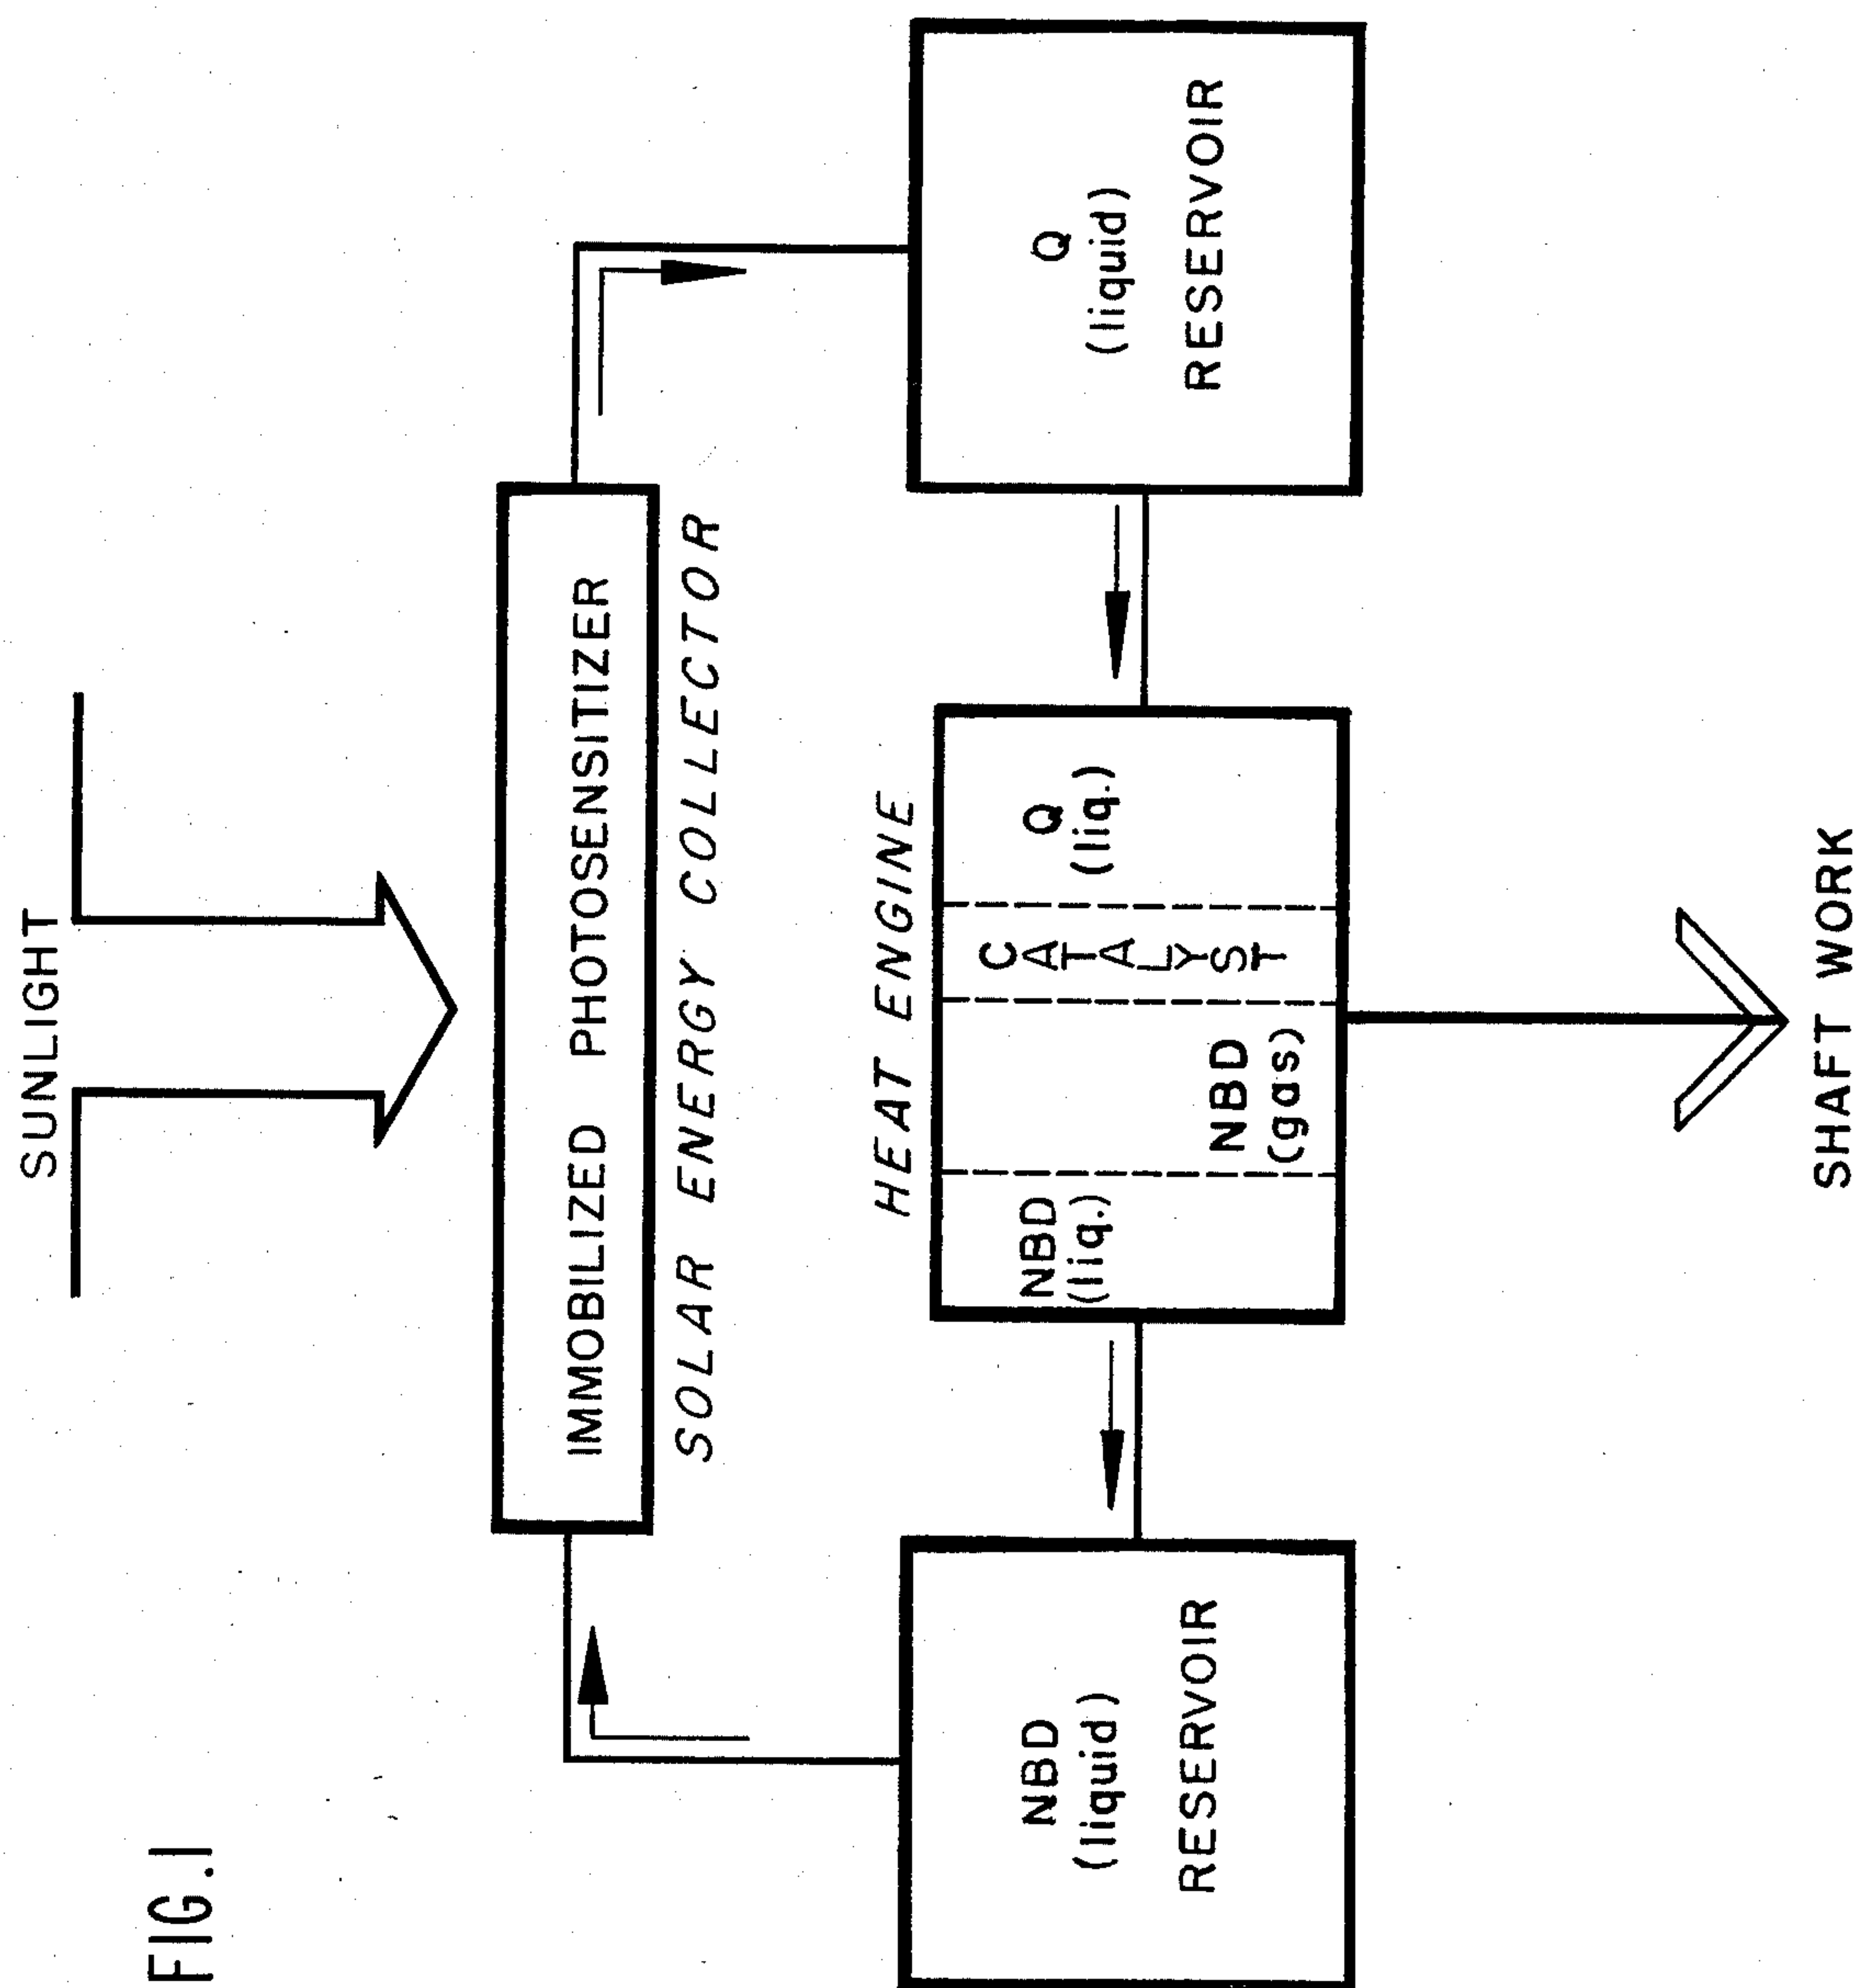 FIG.1
SUNLIGHT
IMMOBILIZED PHOTOSENSITIZER
SOLAR ENERGY COLLECTOR
NBD
(liquid)
RESERVOIR
HEAT ENGINE
NBD
(liq.)
NBD
(gas)
CATALYST
Q
(liq.)
Q
(liquid)
RESERVOIR
SHAFT WORK